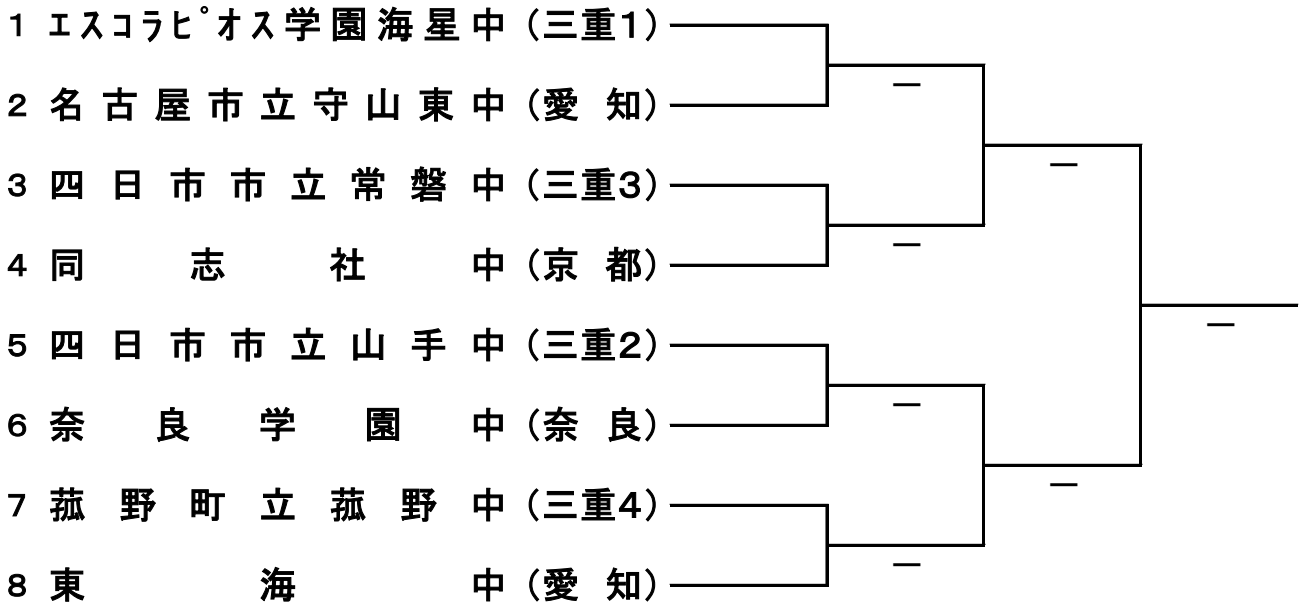 1 エスコラピオス学園海星中(三重1)
―
2 名古屋市立守山東中(愛知)
―
3 四日市市立常磐中(三重3)
―
4 同志社中(京都)
―
5 四日市市立山手中(三重2)
―
6 奈良学園中(奈良)
―
7 菰野町立菰野中(三重4)
―
8 東海中(愛知)